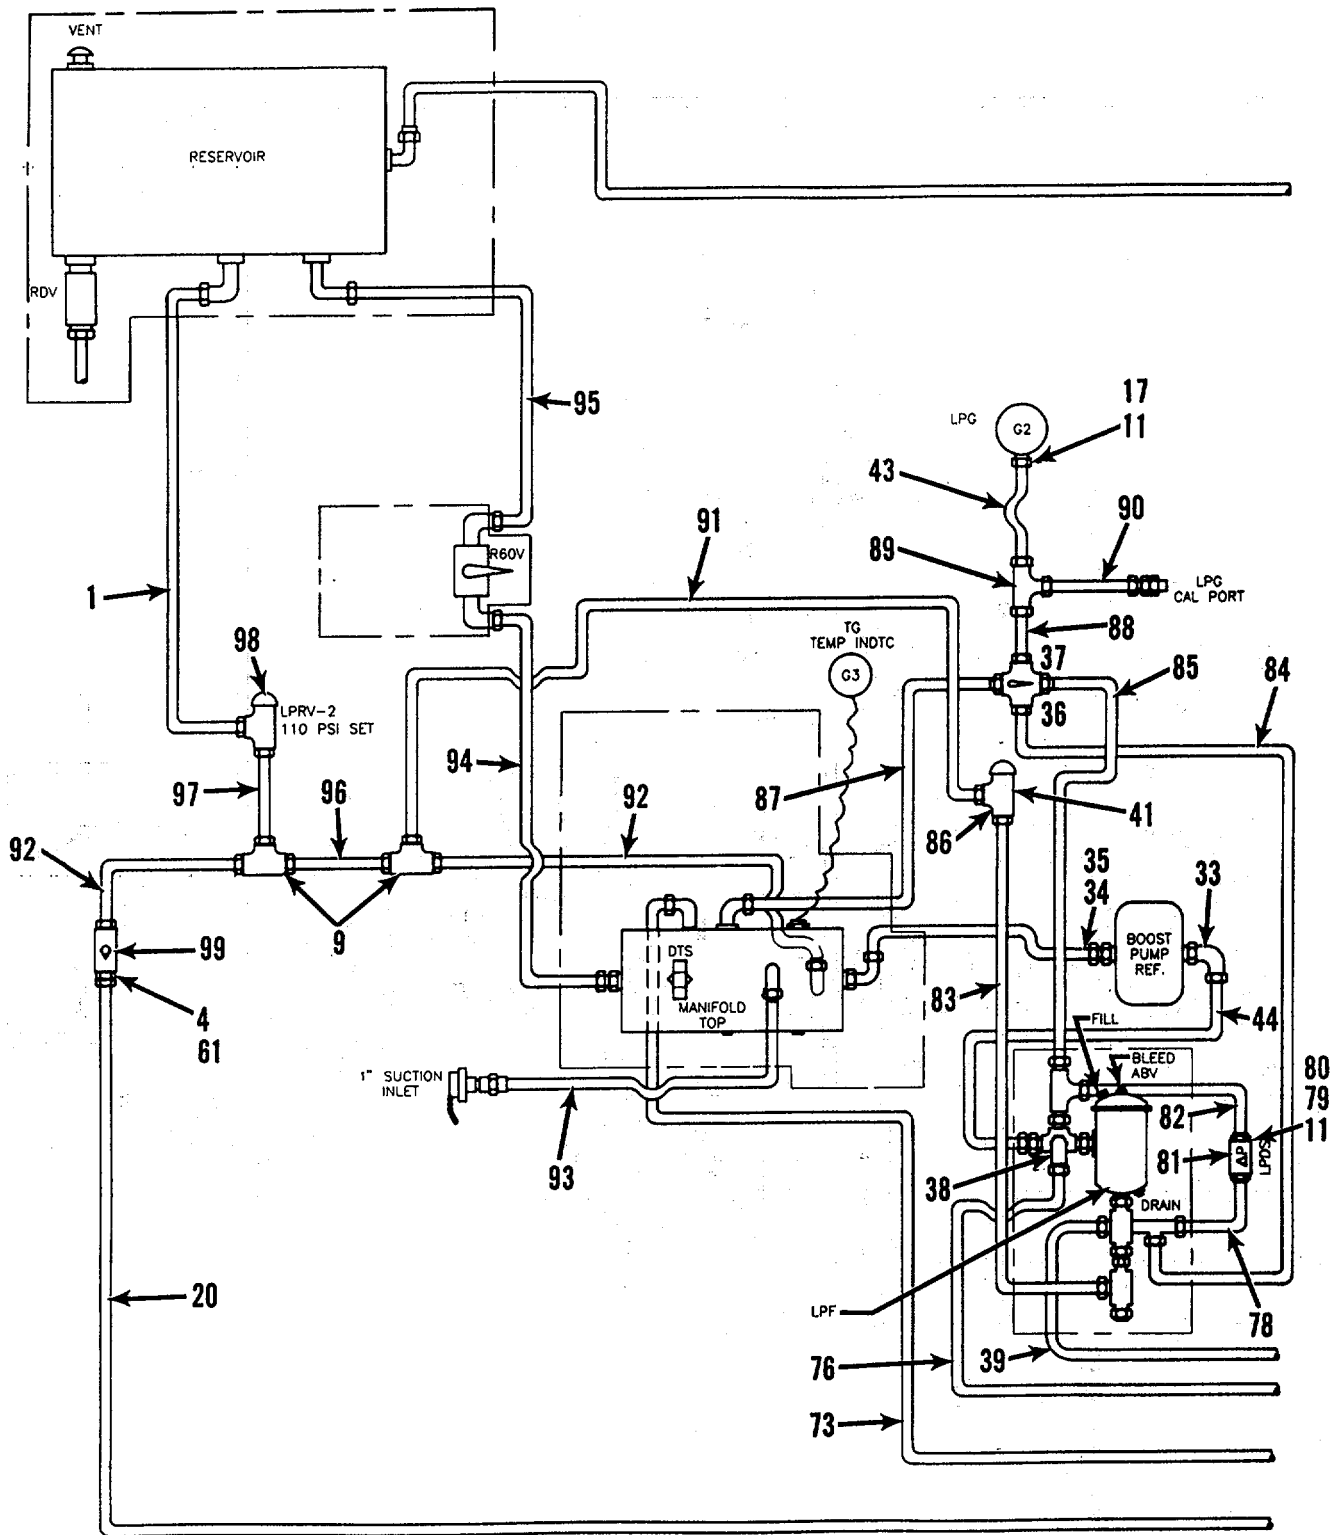 VENT
RESERVOIR
RDV
95
17
11
LPG
G2
43
90
91
89
R60V
LPG
CAL PORT
1
TG
TEMP INDTC
88
98
37
85
84
G3
LPRV-2
110 PSI SET
36
94
97
96
92
87
41
86
92
35
34
33
9
99
DTS
BOOST
PUMP
REF.
MANIFOLD
TOP
83
4
61
FILL
44
1" SUCTION
INLET
BLEED
ABV
80
79
11
82
93
38
81
ΔP
LPDS
DRAIN
20
LPF
78
76
39
73